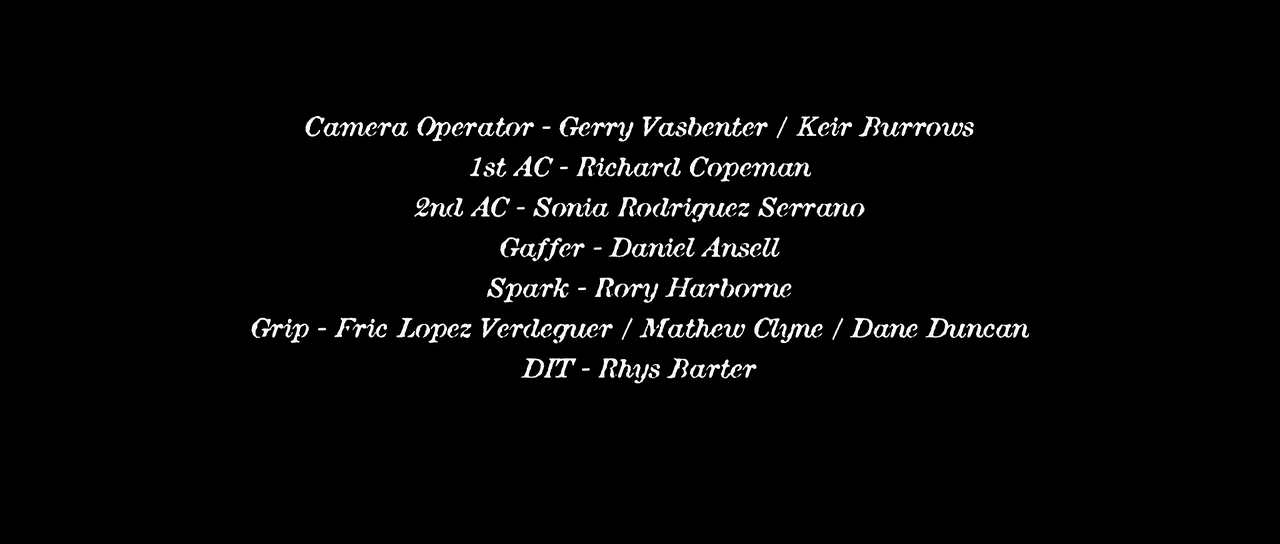 Camera Operator - Gerry Vasbenter / Keir Burrows
1st AC - Richard Copeman
2nd AC - Sonia Rodriguez Serrano
Gaffer - Daniel Ansell
Spark - Rory Harborne
Grip - Eric Lopez Verdeguer / Mathew Clyne / Dane Duncan
DIT - Rhys Barter